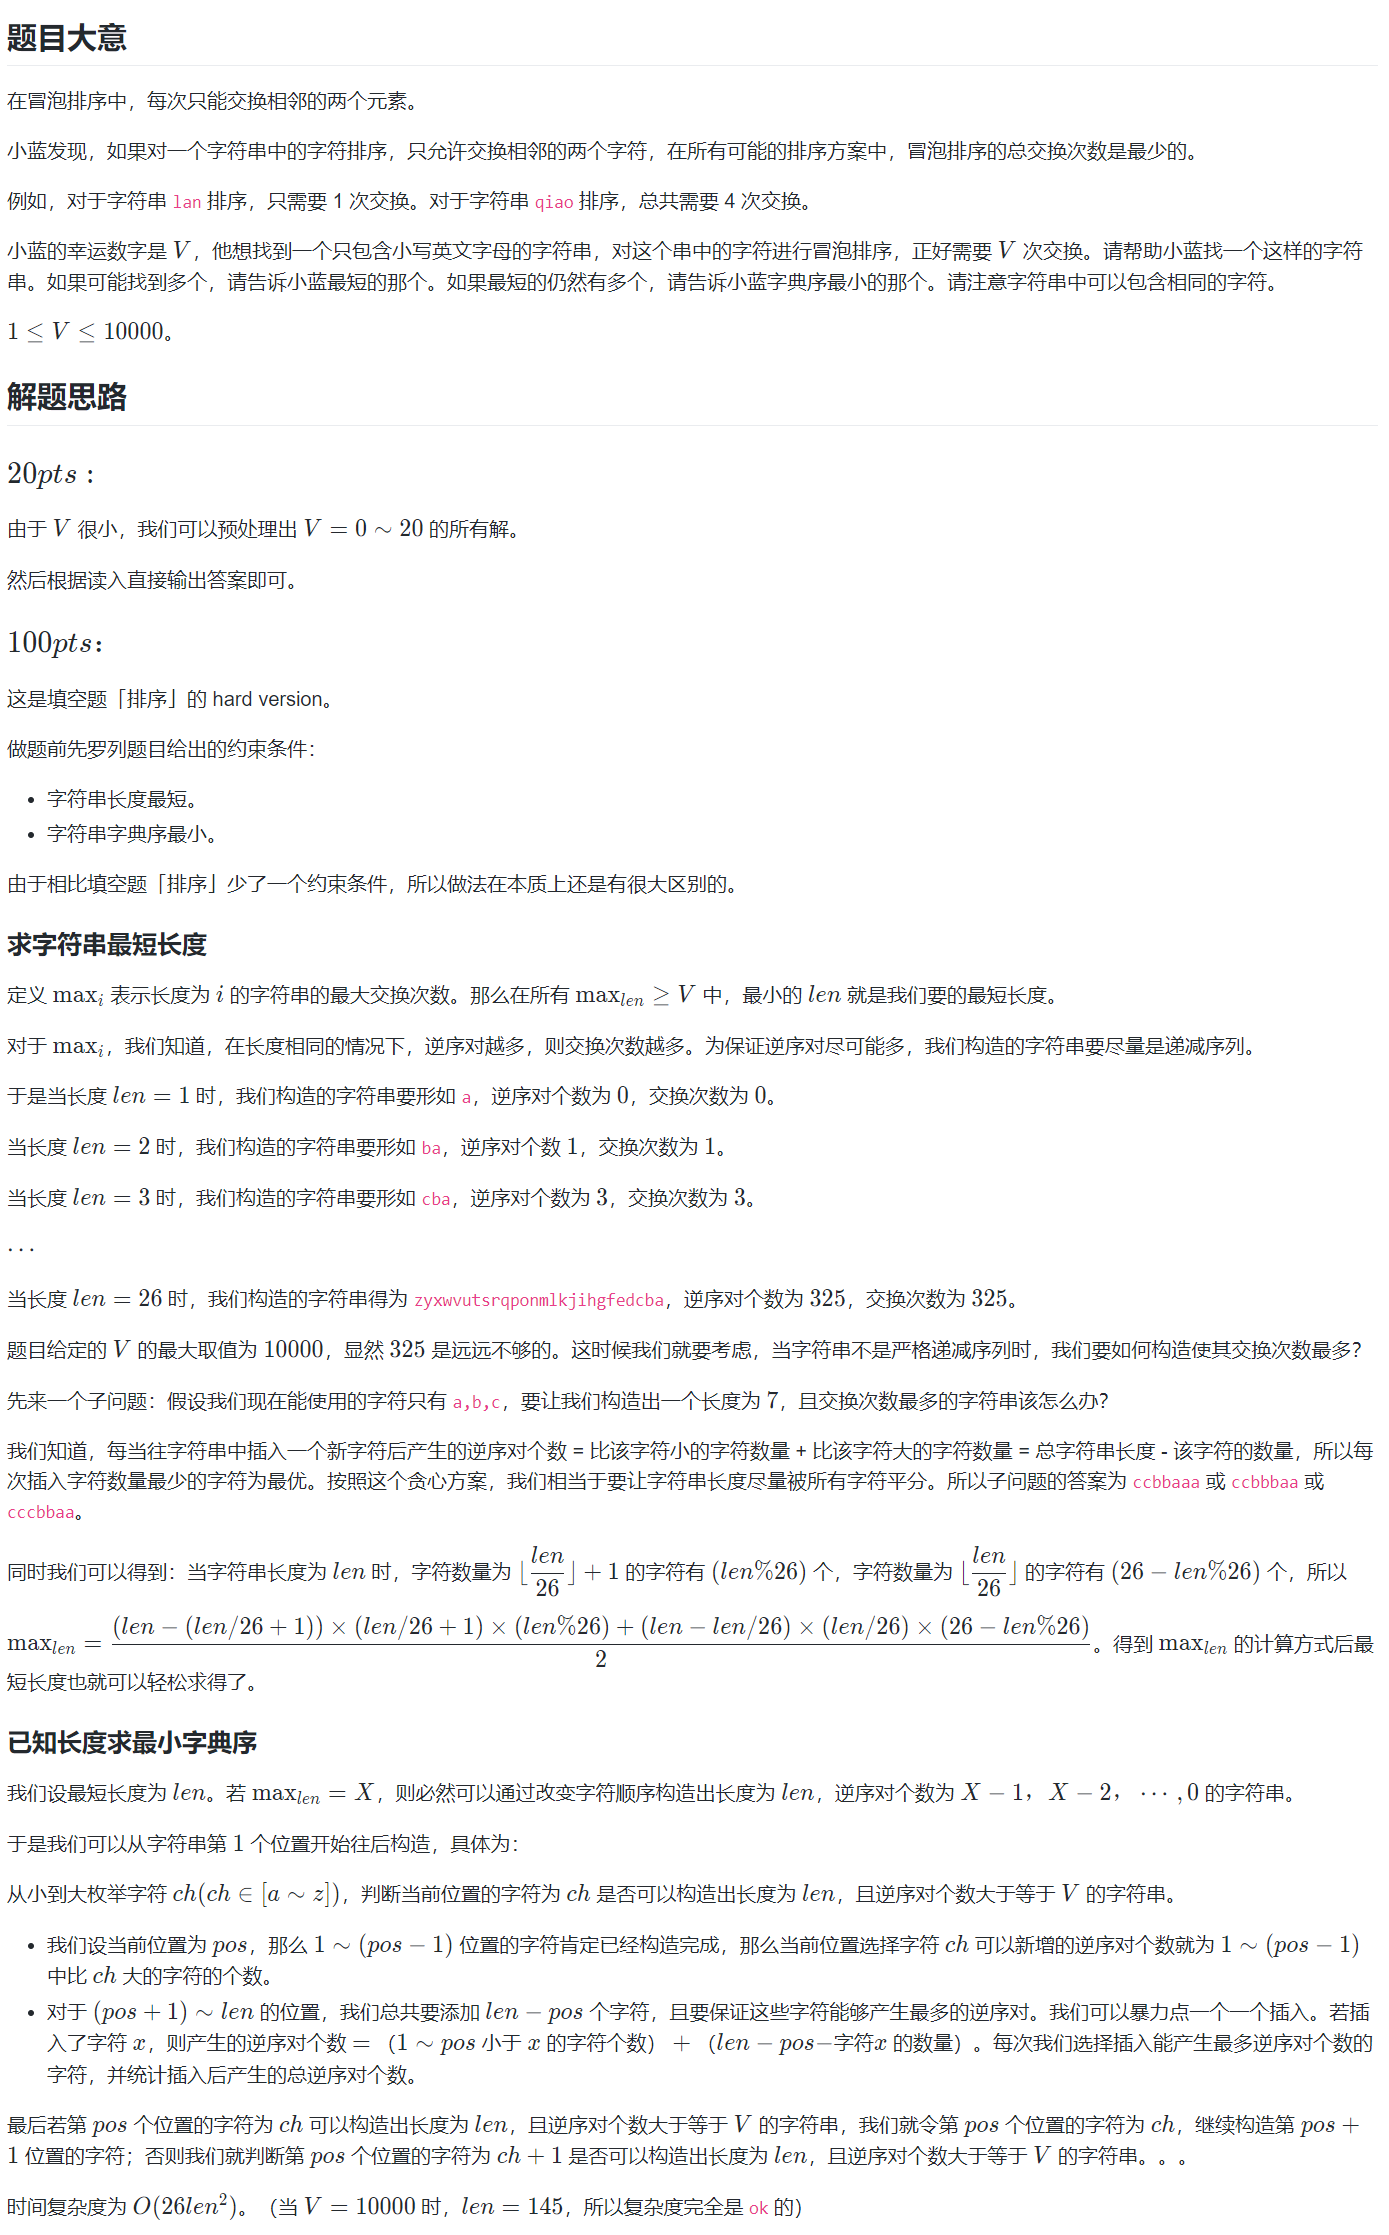 题目大意
在冒泡排序中，每次只能交换相邻的两个元素。
小蓝发现，如果对一个字符串中的字符排序，只允许交换相邻的两个字符，在所有可能的排序方案中，冒泡排序的总交换次数是最少的。
例如，对于字符串 lan 排序，只需要 1 次交换。对于字符串 qiao 排序，总共需要 4 次交换。
小蓝的幸运数字是 V，他想找到一个只包含小写英文字母的字符串，对这个串中的字符进行冒泡排序，正好需要 V 次交换。请帮助小蓝找一个这样的字符
串。如果可能找到多个，请告诉小蓝最短的那个。如果最短的仍然有多个，请告诉小蓝字典序最小的那个。请注意字符串中可以包含相同的字符。
1 ≤ V ≤ 10000。
解题思路
20pts：
由于 V 很小，我们可以预处理出 V = 0 ∼ 20 的所有解。
然后根据读入直接输出答案即可。
100pts：
这是填空题「排序」的 hard version。
做题前先罗列题目给出的约束条件：
• 字符串长度最短。
• 字符串字典序最小。
由于相比填空题「排序」少了一个约束条件，所以做法在本质上还是有很大区别的。
求字符串最短长度
定义 max_i 表示长度为 i 的字符串的最大交换次数。那么在所有 max_{len} ≥ V 中，最小的 len 就是我们要的最短长度。
对于 max_i，我们知道，在长度相同的情况下，逆序对越多，则交换次数越多。为保证逆序对尽可能多，我们构造的字符串要尽量是递减序列。
于是当长度 len = 1 时，我们构造的字符串要形如 a，逆序对个数为 0，交换次数为 0。
当长度 len = 2 时，我们构造的字符串要形如 ba，逆序对个数 1，交换次数为 1。
当长度 len = 3 时，我们构造的字符串要形如 cba，逆序对个数为 3，交换次数为 3。
⋯
当长度 len = 26 时，我们构造的字符串得为 zyxwvutsrqponmlkjihgfedcba，逆序对个数为 325，交换次数为 325。
题目给定的 V 的最大取值为 10000，显然 325 是远远不够的。这时候我们就要考虑，当字符串不是严格递减序列时，我们要如何构造使其交换次数最多？
先来一个子问题：假设我们现在能使用的字符只有 a,b,c，要让我们构造出一个长度为 7，且交换次数最多的字符串该怎么办？
我们知道，每当往字符串中插入一个新字符后产生的逆序对个数 = 比该字符小的字符数量 + 比该字符大的字符数量 = 总字符串长度 - 该字符的数量，所以每
次插入字符数量最少的字符为最优。按照这个贪心方案，我们相当于要让字符串长度尽量被所有字符平分。所以子问题的答案为 ccbbaaa 或 ccbbbaa 或
cccbbaa。
同时我们可以得到：当字符串长度为 len 时，字符数量为 ⌊len/26⌋ + 1 的字符有 (len%26) 个，字符数量为 ⌊len/26⌋ 的字符有 (26 − len%26) 个，所以
max_{len} = ((len − (len/26 + 1)) × (len/26 + 1) × (len%26) + (len − len/26) × (len/26) × (26 − len%26))/2。得到 max_{len} 的计算方式后最
短长度也就可以轻松求得了。
已知长度求最小字典序
我们设最短长度为 len。若 max_{len} = X，则必然可以通过改变字符顺序构造出长度为 len，逆序对个数为 X − 1，X − 2，⋯ , 0 的字符串。
于是我们可以从字符串第 1 个位置开始往后构造，具体为：
从小到大枚举字符 ch(ch ∈ [a ∼ z])，判断当前位置的字符为 ch 是否可以构造出长度为 len，且逆序对个数大于等于 V 的字符串。
• 我们设当前位置为 pos，那么 1 ∼ (pos − 1) 位置的字符肯定已经构造完成，那么当前位置选择字符 ch 可以新增的逆序对个数就为 1 ∼ (pos − 1)
中比 ch 大的字符的个数。
• 对于 (pos + 1) ∼ len 的位置，我们总共要添加 len − pos 个字符，且要保证这些字符能够产生最多的逆序对。我们可以暴力点一个一个插入。若插
入了字符 x，则产生的逆序对个数 =（1 ∼ pos 小于 x 的字符个数）+（len − pos−字符x 的数量）。每次我们选择插入能产生最多逆序对个数的
字符，并统计插入后产生的总逆序对个数。
最后若第 pos 个位置的字符为 ch 可以构造出长度为 len，且逆序对个数大于等于 V 的字符串，我们就令第 pos 个位置的字符为 ch，继续构造第 pos +
1 位置的字符；否则我们就判断第 pos 个位置的字符为 ch + 1 是否可以构造出长度为 len，且逆序对个数大于等于 V 的字符串。。。
时间复杂度为 O(26len²)。（当 V = 10000 时，len = 145，所以复杂度完全是 ok 的）